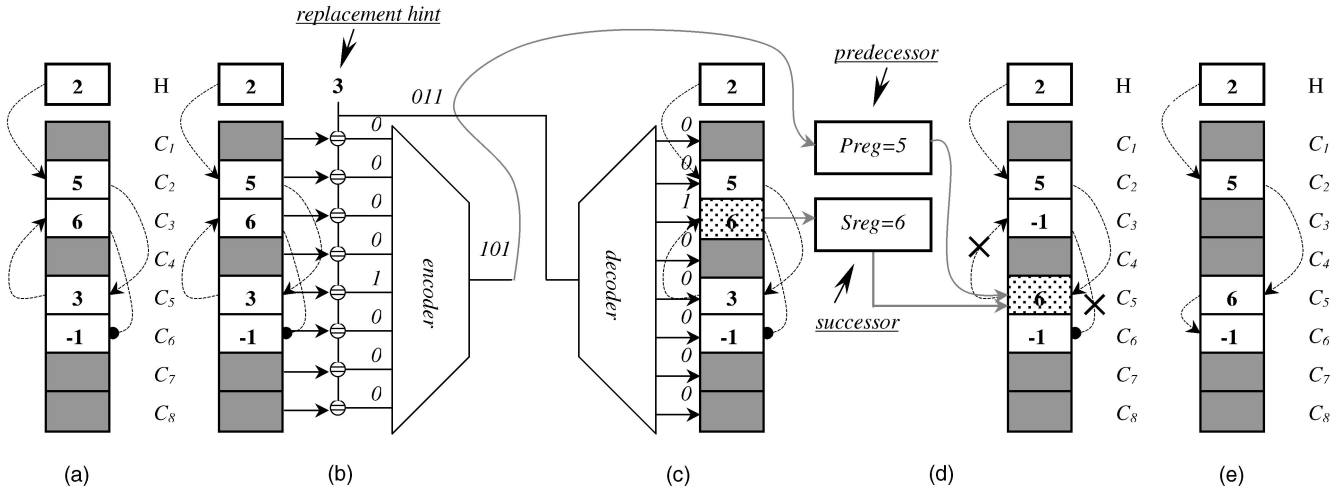 replacement hint
predecessor
2
H
2
3
011
2
2
H
2
H
0
0
Preg=5
C1
C1
C1
0
0
5
C2
5
5
5
C2
5
C2
0
1
6
C3
6
6
Sreg=6
-1
C3
C3
0
0
C4
encoder
101
decoder
C4
C4
1
0
3
C5
3
3
6
C5
6
C5
0
0
successor
-1
C6
-1
-1
-1
C6
-1
C6
0
0
C7
C7
C7
0
0
C8
C8
C8
(a)
(b)
(c)
(d)
(e)